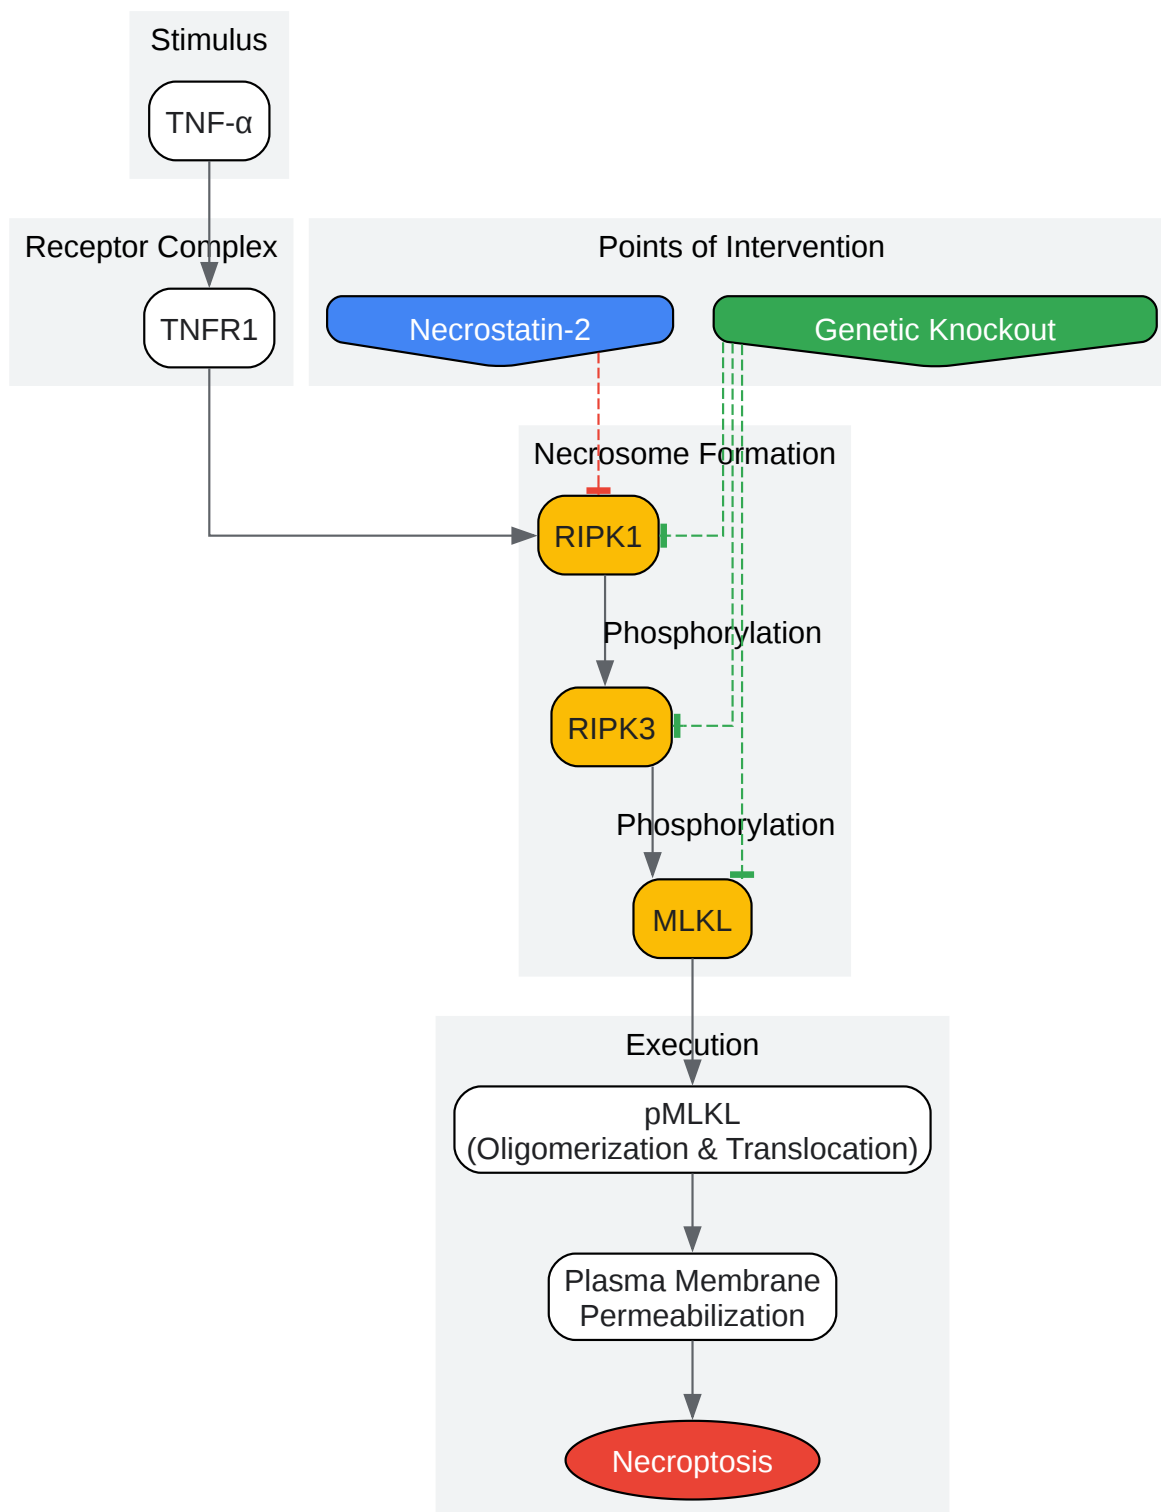 Stimulus
TNF-α
Receptor Complex
TNFR1
Points of Intervention
Necrostatin-2
Genetic Knockout
Necrosome Formation
RIPK1
Phosphorylation
RIPK3
Phosphorylation
MLKL
Execution
pMLKL
(Oligomerization & Translocation)
Plasma Membrane
Permeabilization
Necroptosis